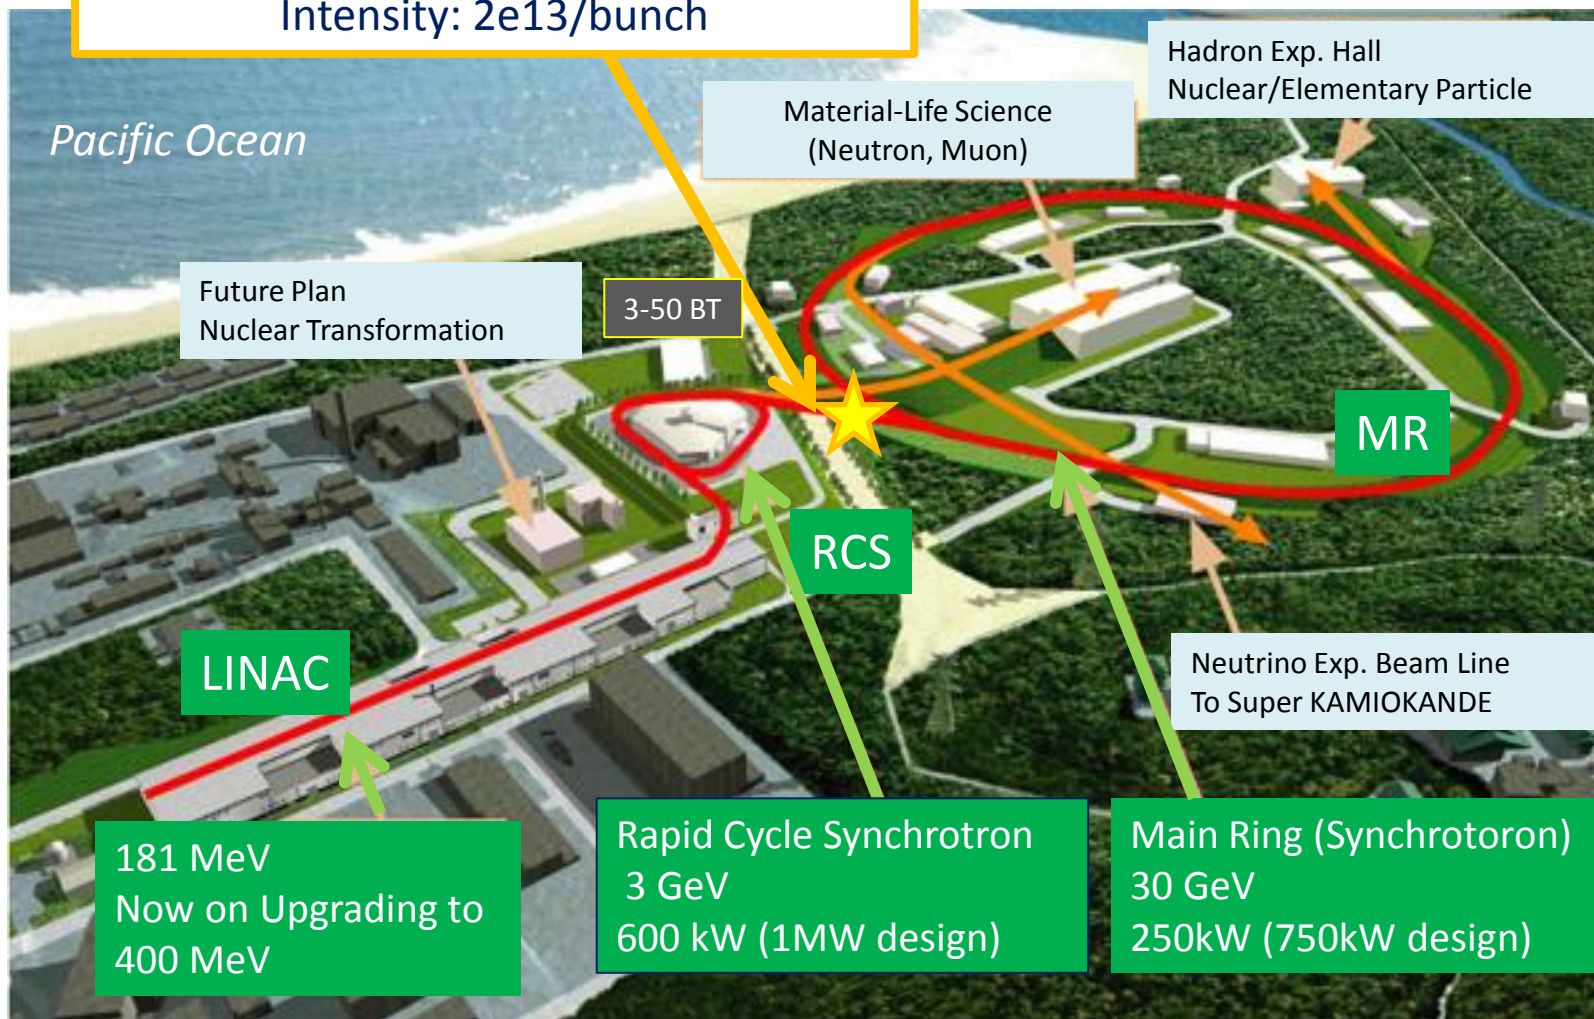 Intensity: 2e13/bunch
Hadron Exp. Hall
Nuclear/Elementary Particle
Material-Life Science
(Neutron, Muon)
Pacific Ocean
Future Plan
Nuclear Transformation
3-50 BT
MR
RCS
LINAC
Neutrino Exp. Beam Line
To Super KAMIOKANDE
181 MeV
Now on Upgrading to
400 MeV
Rapid Cycle Synchrotron
3 GeV
600 kW (1MW design)
Main Ring (Synchrotoron)
30 GeV
250kW (750kW design)